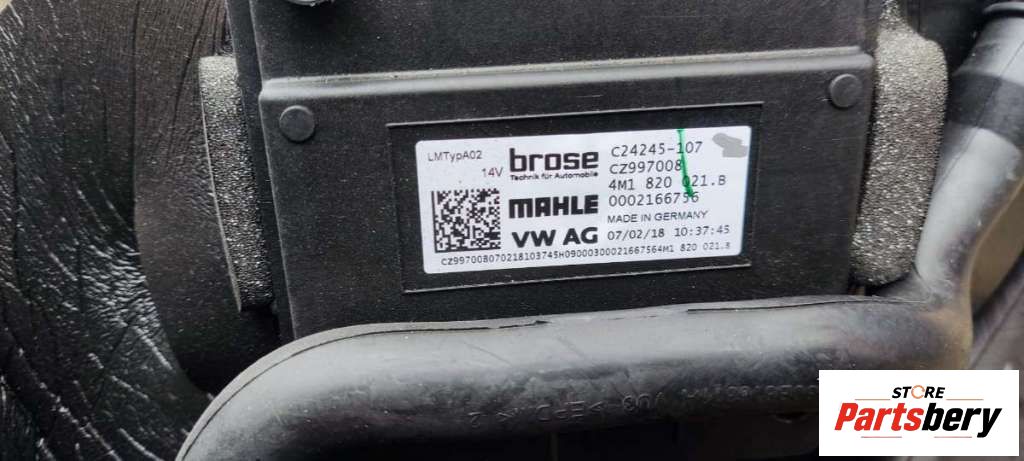 LMTypA02
14V
brose
Technik für Automobile
C24245-107
CZ997008
4M1 820 021.B
0002166756
MAHLE
MADE IN GERMANY
VW AG
07/02/18 10:37:45
CZ997008070218103745H09000300021667564M1 820 021.B
STORE
Partsbery